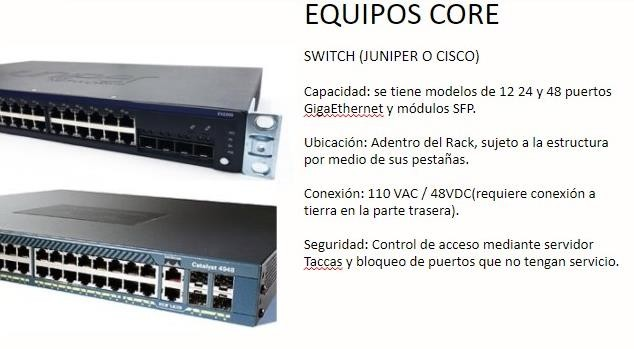 EQUIPOS CORE
SWITCH (JUNIPER O CISCO)
Capacidad: se tiene modelos de 12 24 y 48 puertos
GigaEthernet y módulos SFP.
Ubicación: Adentro del Rack, sujeto a la estructura
por medio de sus pestañas.
Conexión: 110 VAC / 48VDC(requiere conexión a
tierra en la parte trasera).
Seguridad: Control de acceso mediante servidor
Taccas y bloqueo de puertos que no tengan servicio.
Catalyst 4948